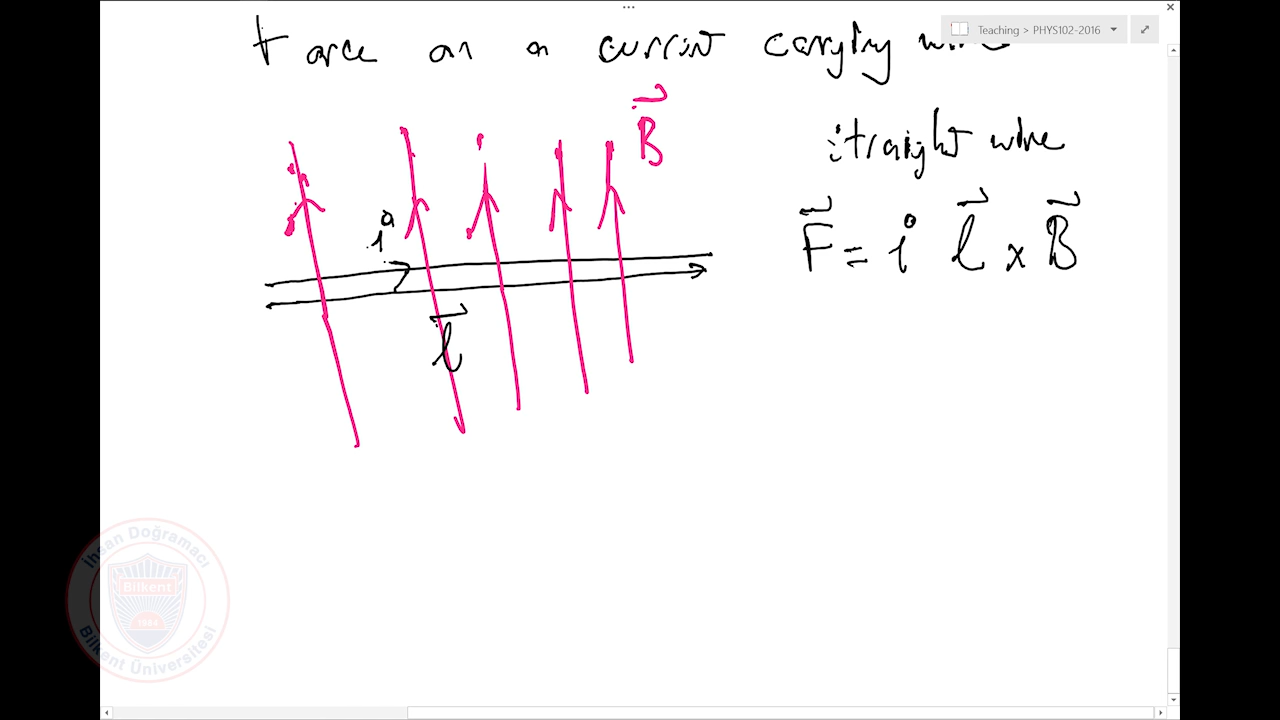 Force on a current carrying wire
Teaching > PHYS102-2016
B
straight wire
F = i l x B
i
l
İhsan Doğramacı
Bilkent
1984
Bilkent Üniversitesi